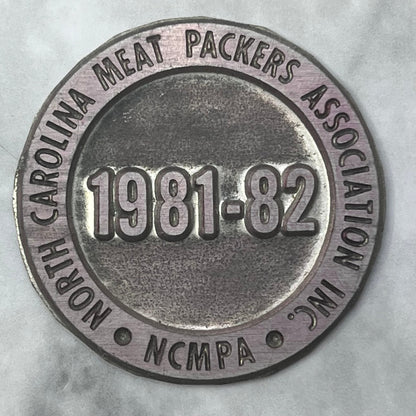 NORTH CAROLINA MEAT PACKERS ASSOCIATION INC.
1981-82
• NCMPA •